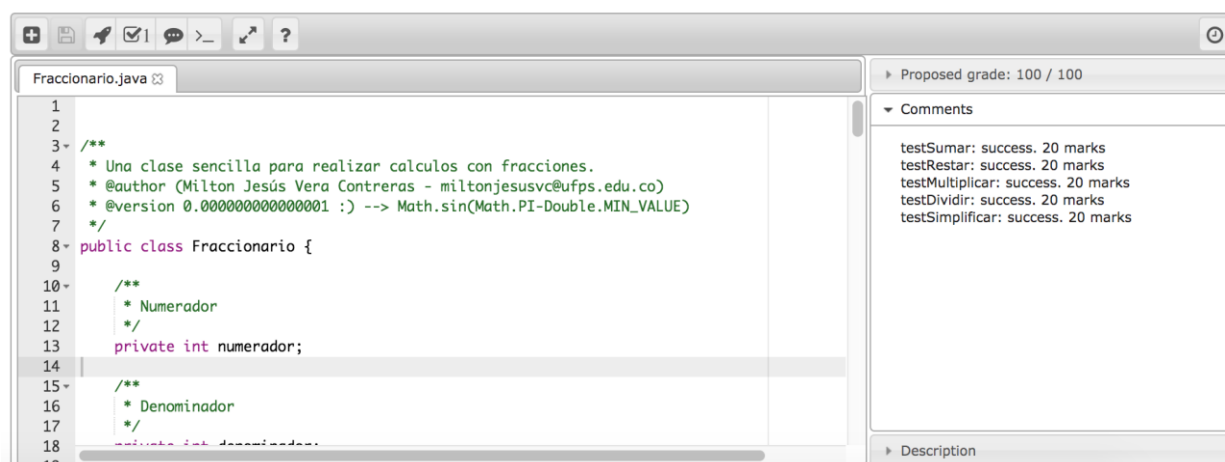 1
Fraccionario.java
1
2
3 /**
4 * Una clase sencilla para realizar calculos con fracciones.
5 * @author (Milton Jesús Vera Contreras - miltonjesusvc@ufps.edu.co)
6 * @version 0.000000000000001 :) --> Math.sin(Math.PI-Double.MIN_VALUE)
7 */
8 public class Fraccionario {
9
10 /**
11 * Numerador
12 */
13 private int numerador;
14
15 /**
16 * Denominador
17 */
18 private int denominador;
Proposed grade: 100 / 100
Comments
testSumar: success. 20 marks
testRestar: success. 20 marks
testMultiplicar: success. 20 marks
testDividir: success. 20 marks
testSimplificar: success. 20 marks
Description